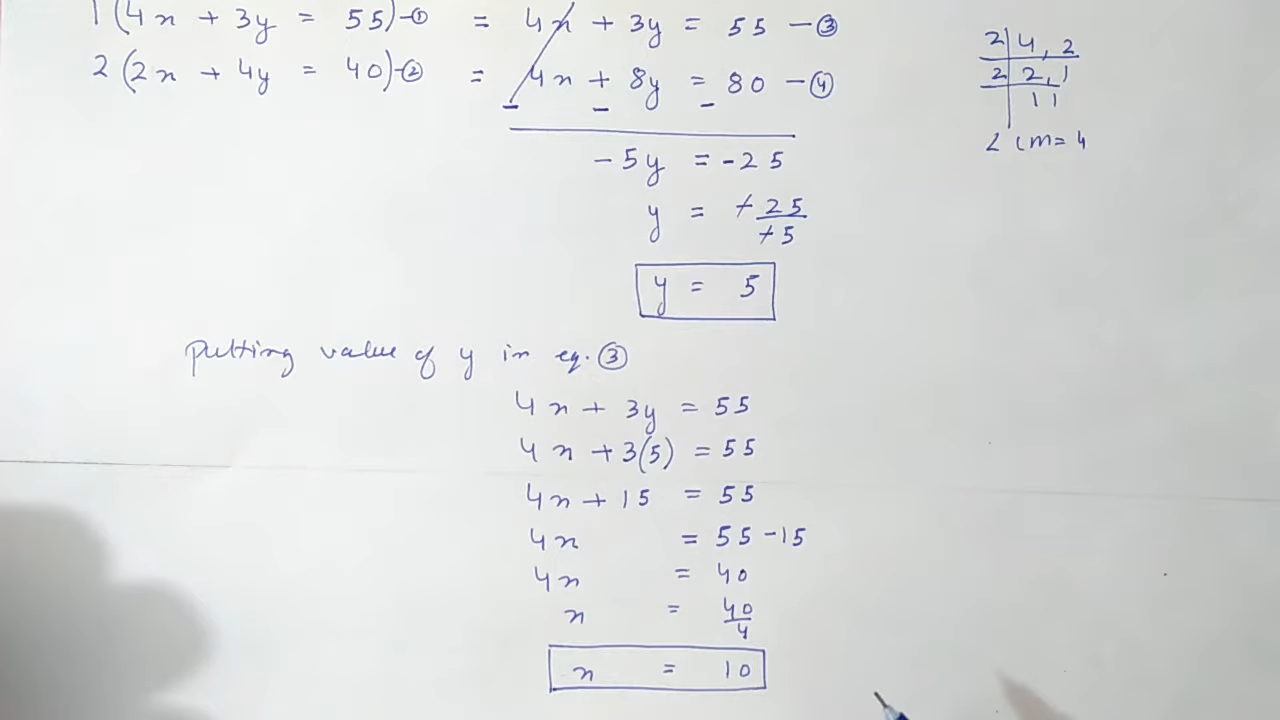 1(4x + 3y = 55)-① = 4x + 3y = 55 -③
2(2x + 4y = 40)-② = 4x + 8y = 80 -④
- - -
-5y = -25
y = +25/+5
y = 5
putting value of y in eq. ③
4x + 3y = 55
4x + 3(5) = 55
4x + 15 = 55
4x = 55 -15
4x = 40
x = 40/4
x = 10
2|4, 2
2|2, 1
|1 1
LCM = 4